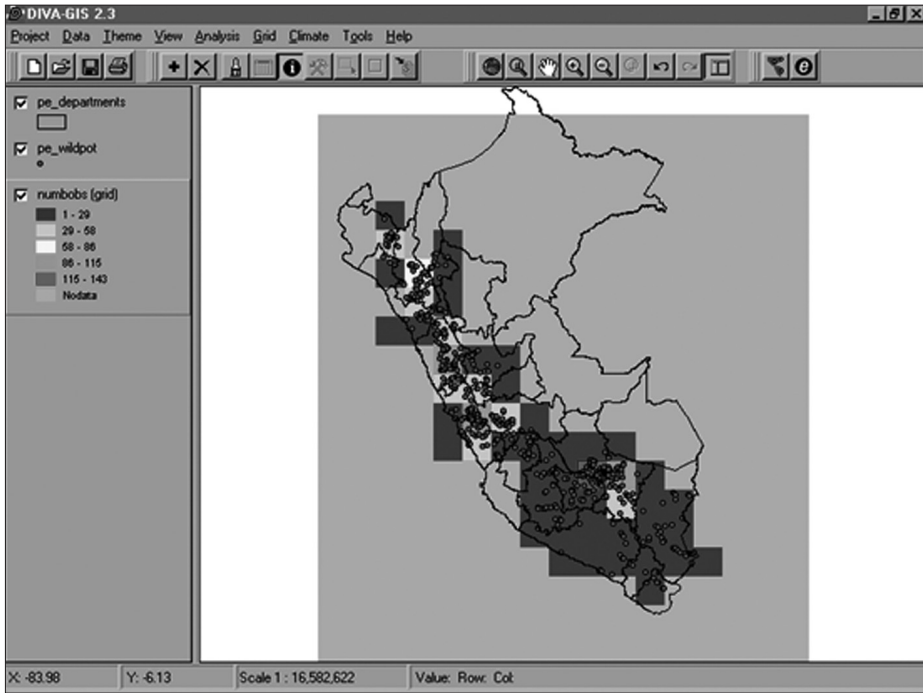 DIVA-GIS 2.3
Project Data Theme View Analysis Grid Climate Tools Help
pe_departments
pe_wildpot
numbobs (grid)
1 - 29
29 - 58
58 - 86
86 - 115
115 - 143
Nodata
X: -83.98 Y: -6.13 Scale 1 : 16,582,622 Value: Row: Col: